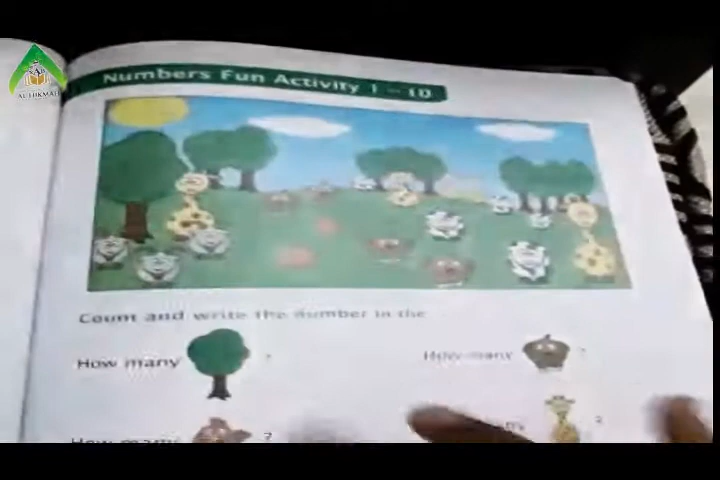 AL HIKMAH
Numbers Fun Activity 1 - 10
Count and write the number in the
How many ?
How many ?
How many ?
?